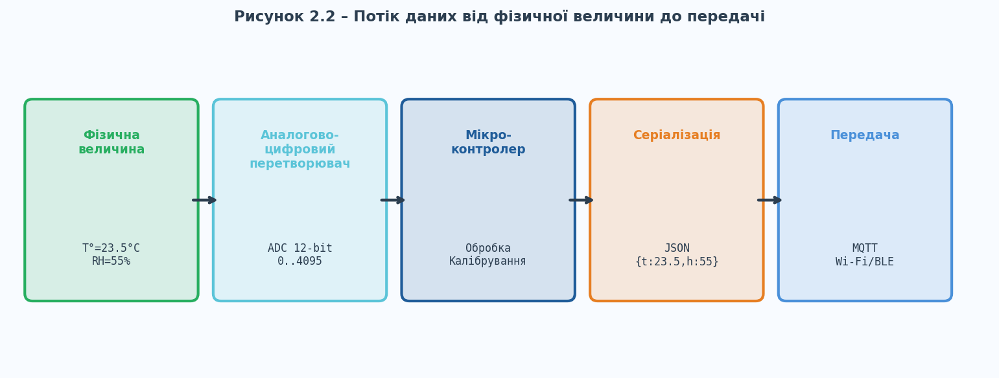 Рисунок 2.2 – Потік даних від фізичної величини до передачі
Фізична
величина
T°=23.5°C
RH=55%
Аналогово-
цифровий
перетворювач
ADC 12-bit
0..4095
Мікро-
контролер
Обробка
Калібрування
Серіалізація
JSON
{t:23.5,h:55}
Передача
MQTT
Wi-Fi/BLE